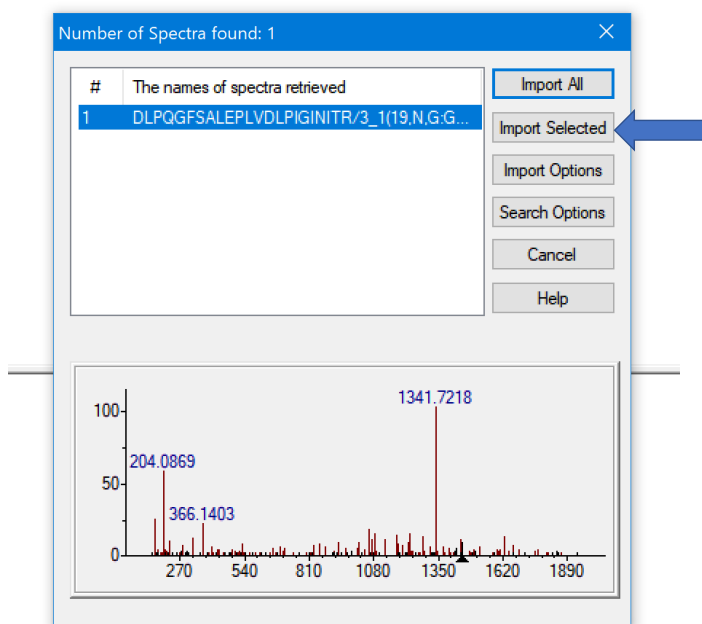 Number of Spectra found: 1
# The names of spectra retrieved
1 DLPQGFSALEPLVDLPIGINITR/3_1(19,N,G:G...
Import All
Import Selected
Import Options
Search Options
Cancel
Help
1341.7218
100
204.0869
50
366.1403
0
270 540 810 1080 1350 1620 1890